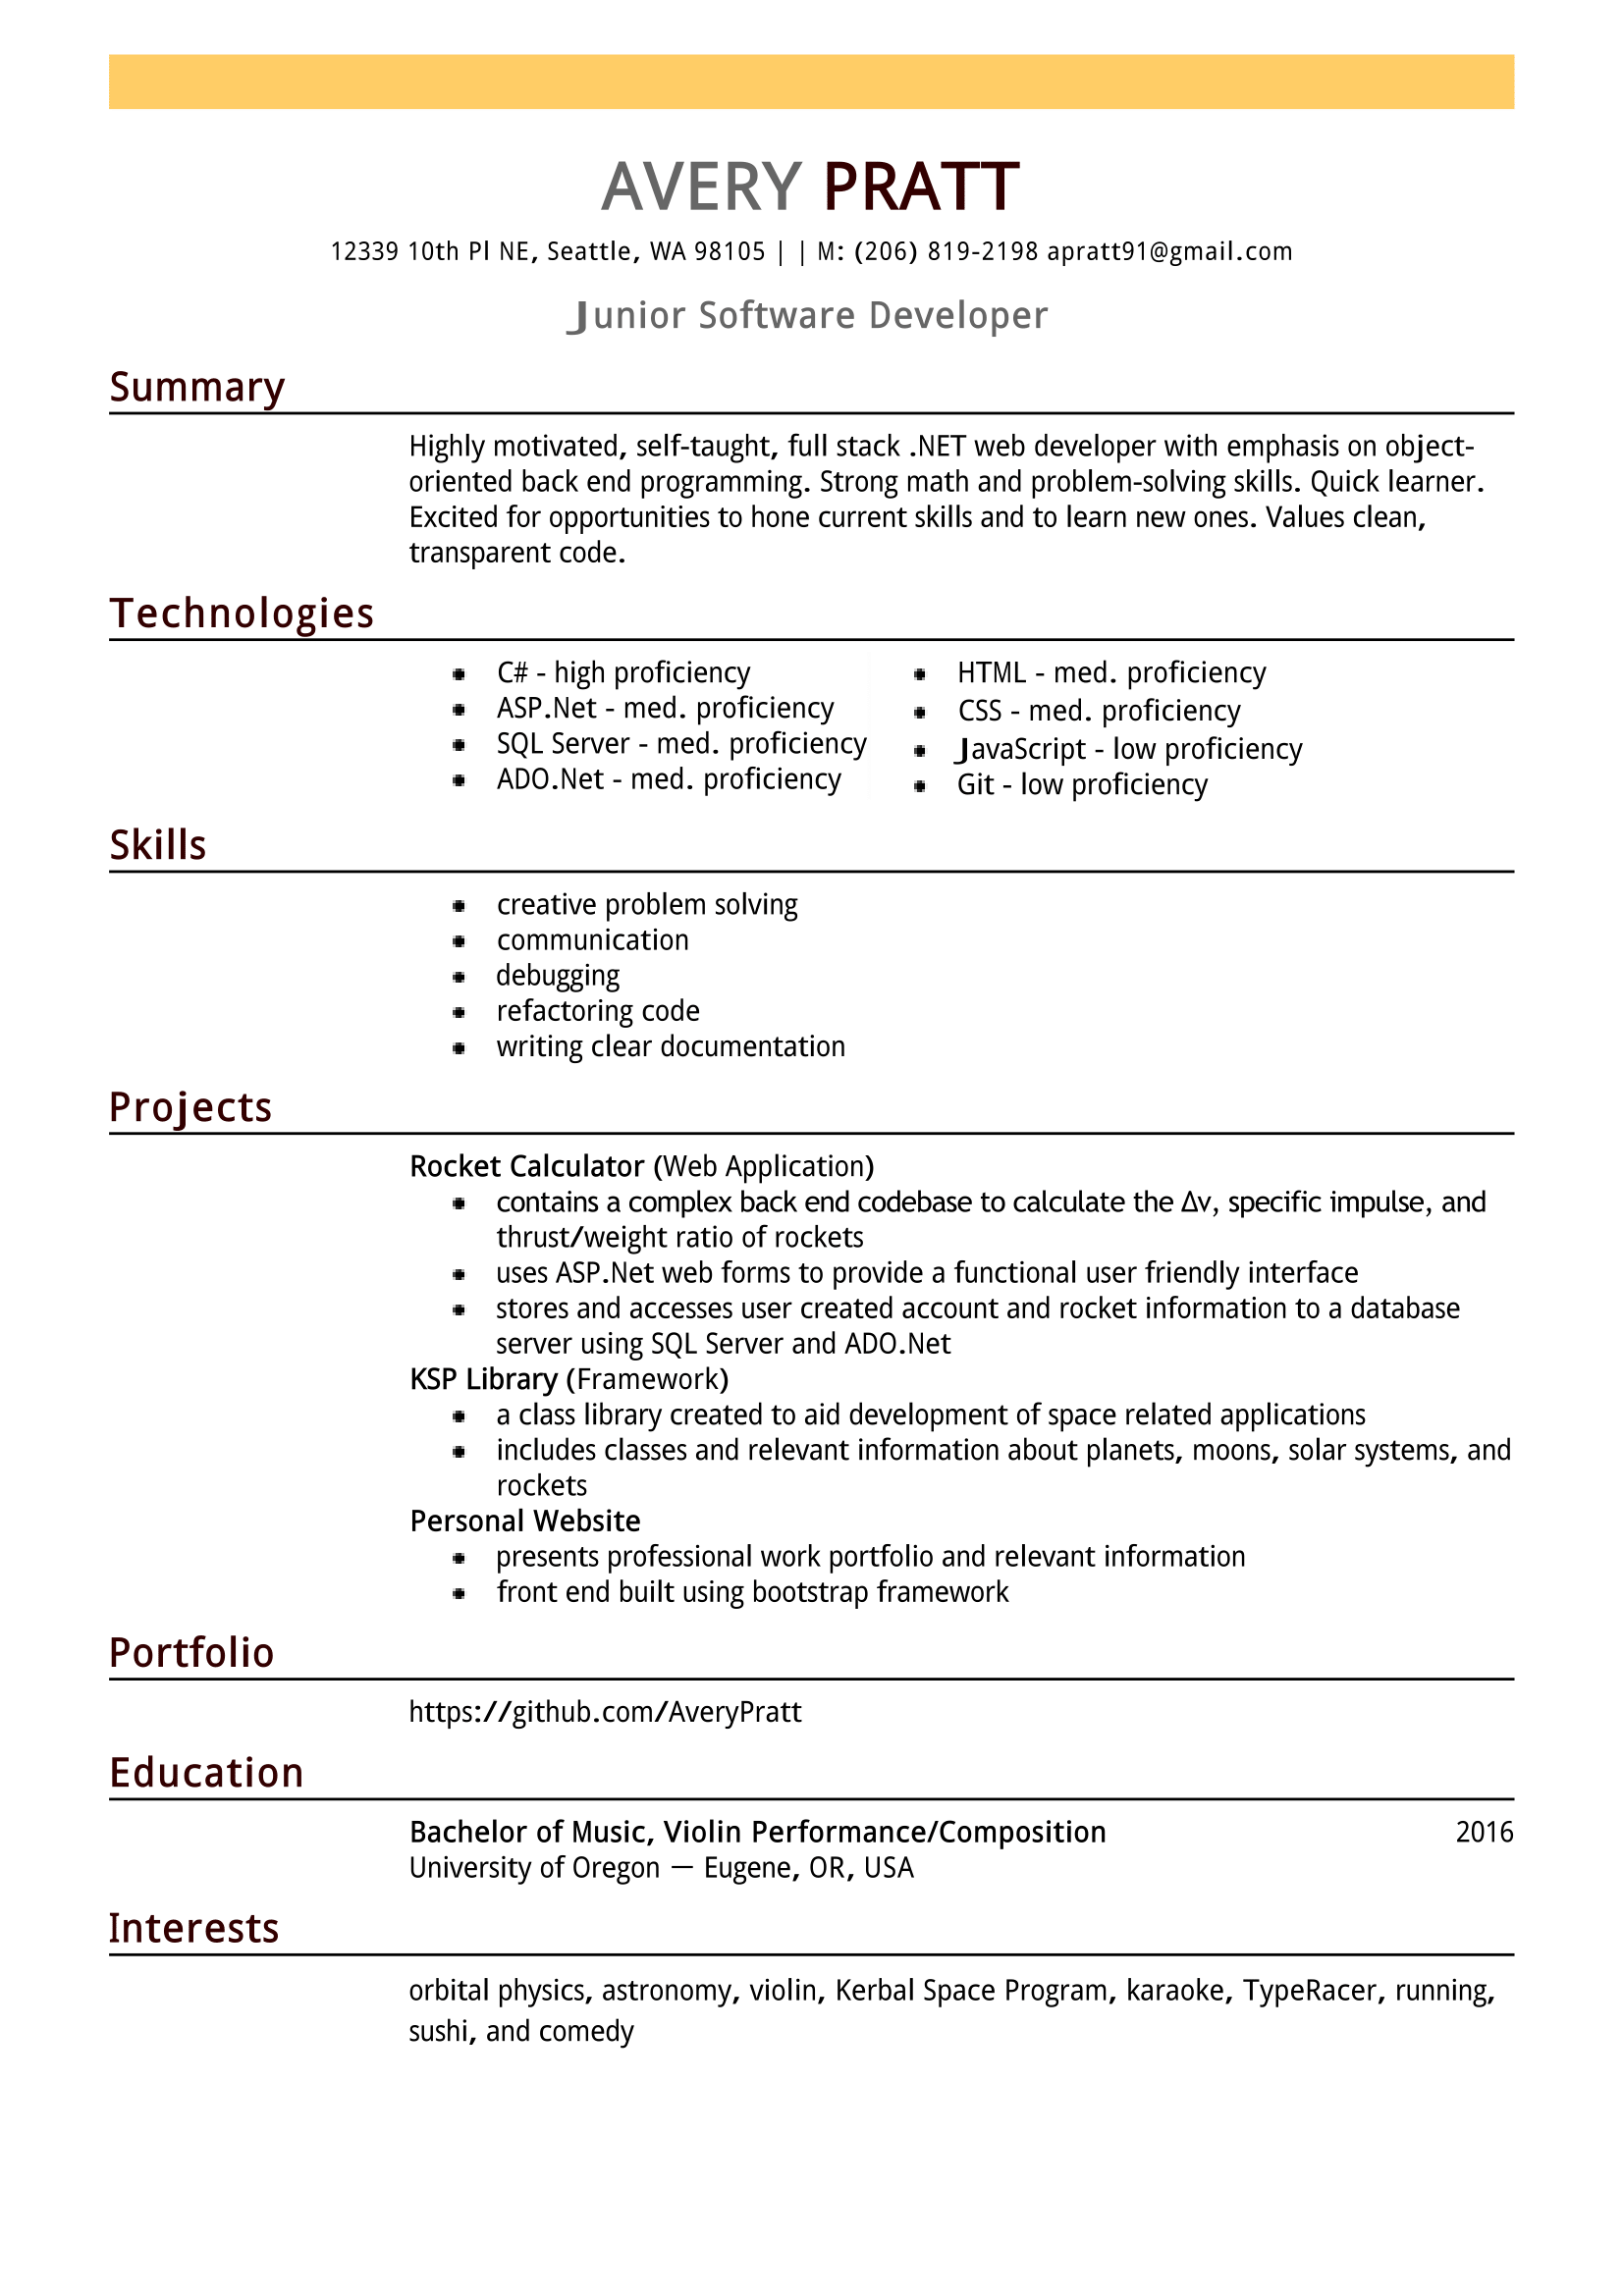 AVERY PRATT
12339 10th Pl NE, Seattle, WA 98105 | | M: (206) 819-2198 apratt91@gmail.com
Junior Software Developer
Summary
Highly motivated, self-taught, full stack .NET web developer with emphasis on object-
oriented back end programming. Strong math and problem-solving skills. Quick learner.
Excited for opportunities to hone current skills and to learn new ones. Values clean,
transparent code.
Technologies
• C# - high proficiency
• ASP.Net - med. proficiency
• SQL Server - med. proficiency
• ADO.Net - med. proficiency
• HTML - med. proficiency
• CSS - med. proficiency
• JavaScript - low proficiency
• Git - low proficiency
Skills
• creative problem solving
• communication
• debugging
• refactoring code
• writing clear documentation
Projects
Rocket Calculator (Web Application)
• contains a complex back end codebase to calculate the Δv, specific impulse, and
thrust/weight ratio of rockets
• uses ASP.Net web forms to provide a functional user friendly interface
• stores and accesses user created account and rocket information to a database
server using SQL Server and ADO.Net
KSP Library (Framework)
• a class library created to aid development of space related applications
• includes classes and relevant information about planets, moons, solar systems, and
rockets
Personal Website
• presents professional work portfolio and relevant information
• front end built using bootstrap framework
Portfolio
https://github.com/AveryPratt
Education
Bachelor of Music, Violin Performance/Composition 2016
University of Oregon — Eugene, OR, USA
Interests
orbital physics, astronomy, violin, Kerbal Space Program, karaoke, TypeRacer, running,
sushi, and comedy